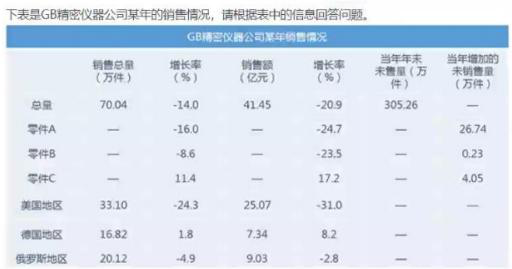 下表是GB精密仪器公司某年的销售情况，请根据表中的信息回答问题。
GB精密仪器公司某年销售情况
销售总量（万件） 增长率（%） 销售额（亿元） 增长率（%） 当年年末未售量（万件） 当年增加的未销售量（万件）
总量 70.04 -14.0 41.45 -20.9 305.26 —
零件A — -16.0 — -24.7 — 26.74
零件B — -8.6 — -23.5 — 0.23
零件C — 11.4 — 17.2 — 4.05
美国地区 33.10 -24.3 25.07 -31.0 — —
德国地区 16.82 1.8 7.34 8.2 — —
俄罗斯地区 20.12 -4.9 9.03 -2.8 — —